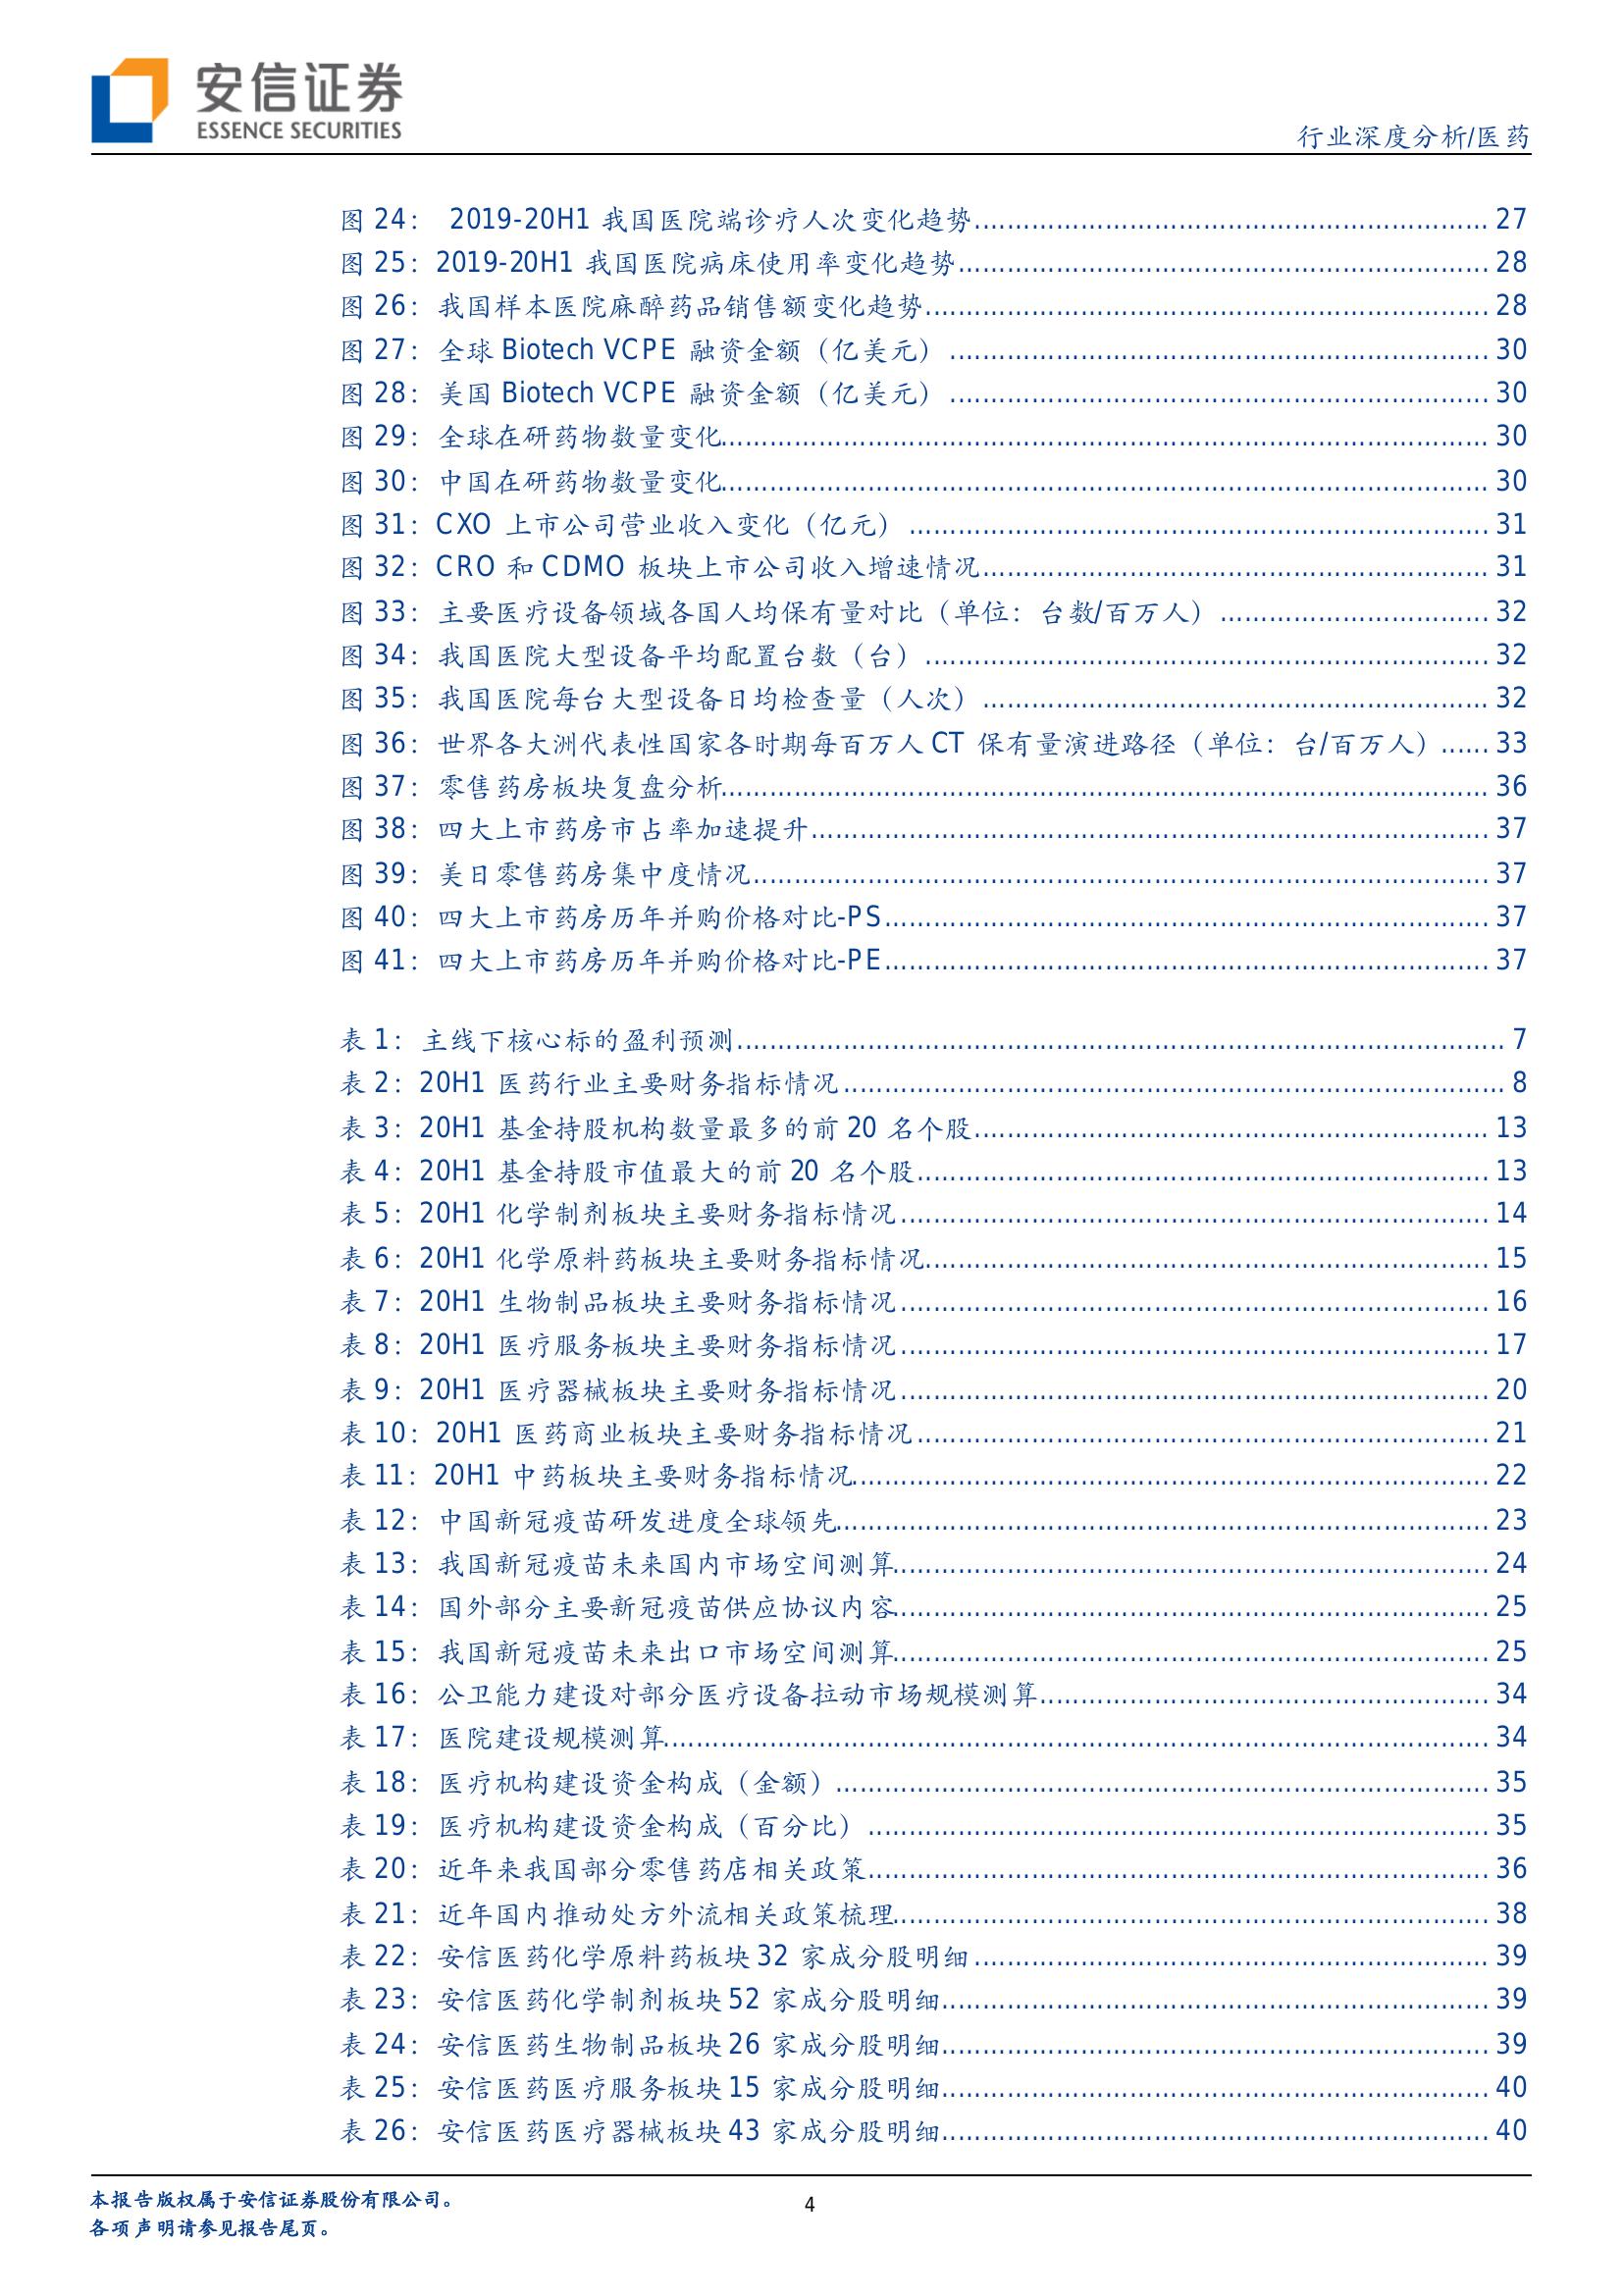 安信证券
ESSENCE SECURITIES
行业深度分析/医药
图 24： 2019-20H1 我国医院端诊疗人次变化趋势 27
图 25：2019-20H1 我国医院病床使用率变化趋势 28
图 26：我国样本医院麻醉药品销售额变化趋势 28
图 27：全球 Biotech VCPE 融资金额（亿美元） 30
图 28：美国 Biotech VCPE 融资金额（亿美元） 30
图 29：全球在研药物数量变化 30
图 30：中国在研药物数量变化 30
图 31：CXO 上市公司营业收入变化（亿元） 31
图 32：CRO 和 CDMO 板块上市公司收入增速情况 31
图 33：主要医疗设备领域各国人均保有量对比（单位：台数/百万人） 32
图 34：我国医院大型设备平均配置台数（台） 32
图 35：我国医院每台大型设备日均检查量（人次） 32
图 36：世界各大洲代表性国家各时期每百万人 CT 保有量演进路径（单位：台/百万人） 33
图 37：零售药房板块复盘分析 36
图 38：四大上市药房市占率加速提升 37
图 39：美日零售药房集中度情况 37
图 40：四大上市药房历年并购价格对比-PS 37
图 41：四大上市药房历年并购价格对比-PE 37
表 1：主线下核心标的盈利预测 7
表 2：20H1 医药行业主要财务指标情况 8
表 3：20H1 基金持股机构数量最多的前 20 名个股 13
表 4：20H1 基金持股市值最大的前 20 名个股 13
表 5：20H1 化学制剂板块主要财务指标情况 14
表 6：20H1 化学原料药板块主要财务指标情况 15
表 7：20H1 生物制品板块主要财务指标情况 16
表 8：20H1 医疗服务板块主要财务指标情况 17
表 9：20H1 医疗器械板块主要财务指标情况 20
表 10：20H1 医药商业板块主要财务指标情况 21
表 11：20H1 中药板块主要财务指标情况 22
表 12：中国新冠疫苗研发进度全球领先 23
表 13：我国新冠疫苗未来国内市场空间测算 24
表 14：国外部分主要新冠疫苗供应协议内容 25
表 15：我国新冠疫苗未来出口市场空间测算 25
表 16：公卫能力建设对部分医疗设备拉动市场规模测算 34
表 17：医院建设规模测算 34
表 18：医疗机构建设资金构成（金额） 35
表 19：医疗机构建设资金构成（百分比） 35
表 20：近年来我国部分零售药店相关政策 36
表 21：近年国内推动处方外流相关政策梳理 38
表 22：安信医药化学原料药板块 32 家成分股明细 39
表 23：安信医药化学制剂板块 52 家成分股明细 39
表 24：安信医药生物制品板块 26 家成分股明细 39
表 25：安信医药医疗服务板块 15 家成分股明细 40
表 26：安信医药医疗器械板块 43 家成分股明细 40
本报告版权属于安信证券股份有限公司。
各项声明请参见报告尾页。
4